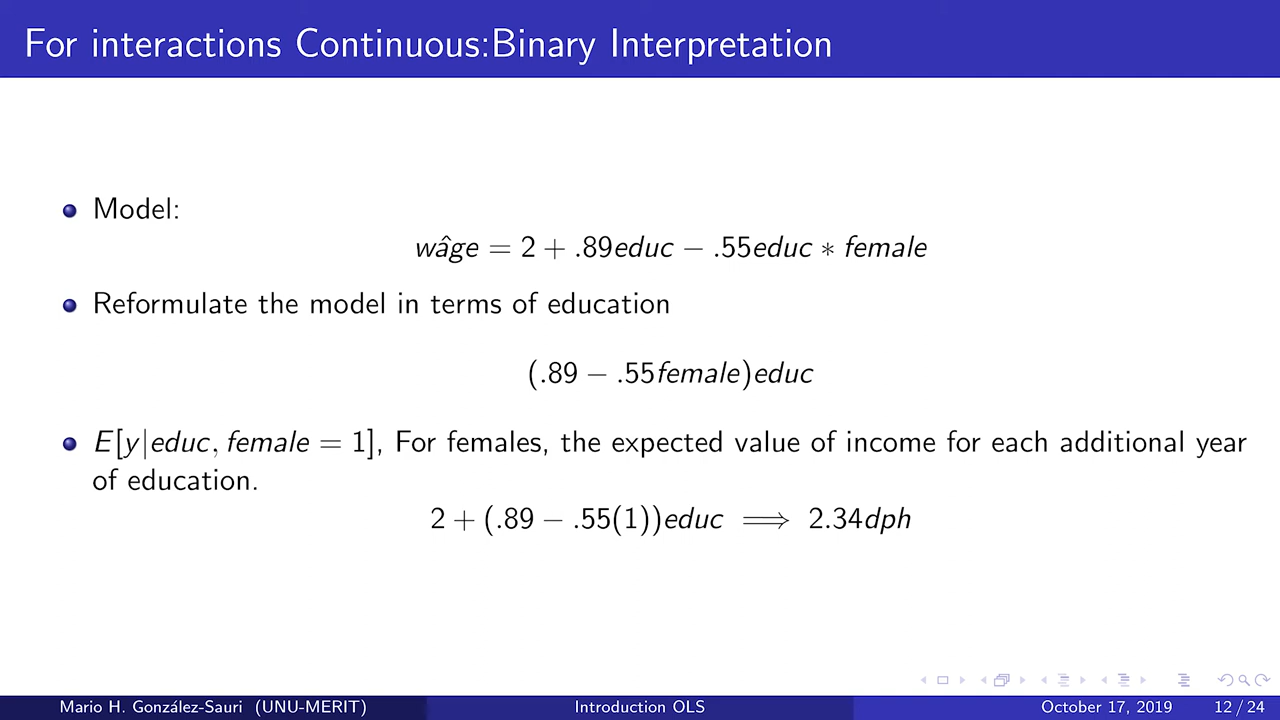 For interactions Continuous:Binary Interpretation
Model:
wâge = 2 + .89educ − .55educ ∗ female
Reformulate the model in terms of education
(.89 − .55female)educ
E[y|educ, female = 1], For females, the expected value of income for each additional year
of education.
2 + (.89 − .55(1))educ ⟹ 2.34dph
Mario H. González-Sauri (UNU-MERIT) Introduction OLS October 17, 2019 12 / 24